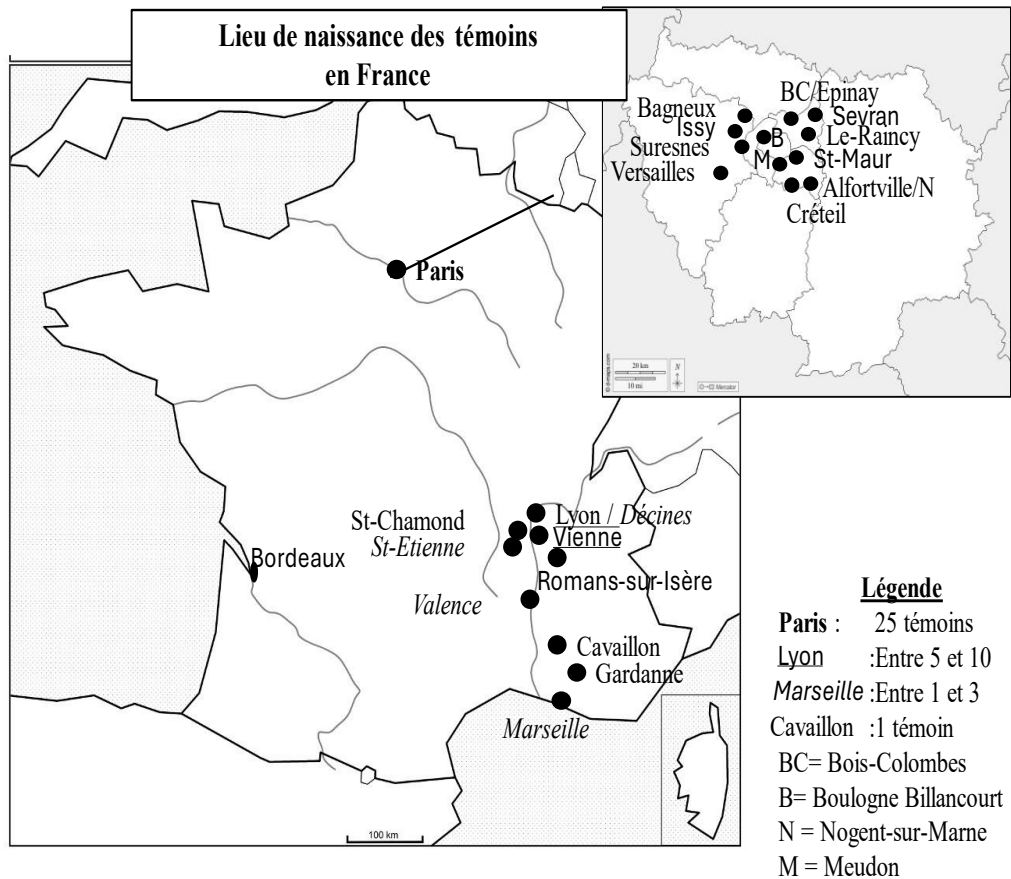 Lieu de naissance des témoins
en France
BC/Epinay
Bagneux
Sevran
Issy
B
Le-Raincy
Suresnes
M
St-Maur
Versailles
Alfortville/N
Créteil
20 km
10 mi
N
© d-maps.com
Mercator
Paris
St-Chamond
Lyon / Décines
St-Etienne
Vienne
Bordeaux
Romans-sur-Isère
Valence
Cavaillon
Gardanne
Marseille
100 km
Légende
Paris : 25 témoins
Lyon :Entre 5 et 10
Marseille :Entre 1 et 3
Cavaillon :1 témoin
BC= Bois-Colombes
B= Boulogne Billancourt
N = Nogent-sur-Marne
M = Meudon